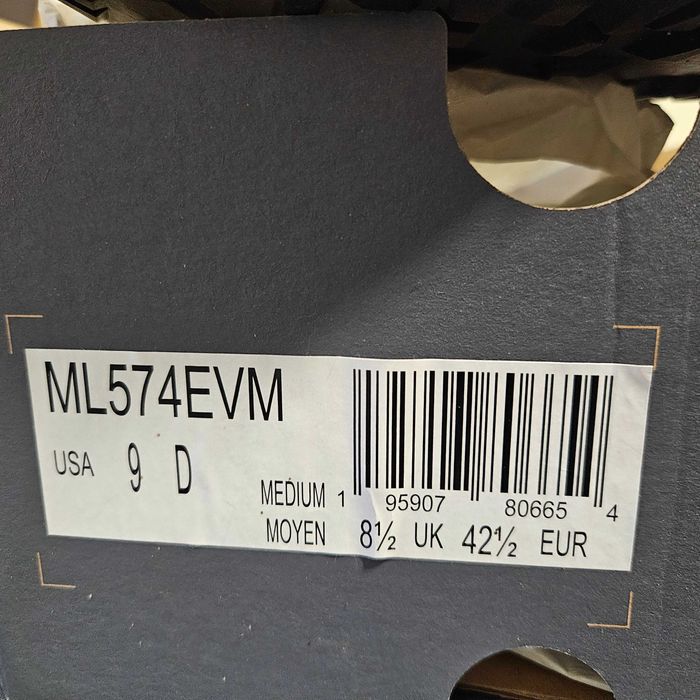 ML574EVM
USA 9 D
MEDIUM 1 95907 80665 4
MOYEN 8½ UK 42½ EUR